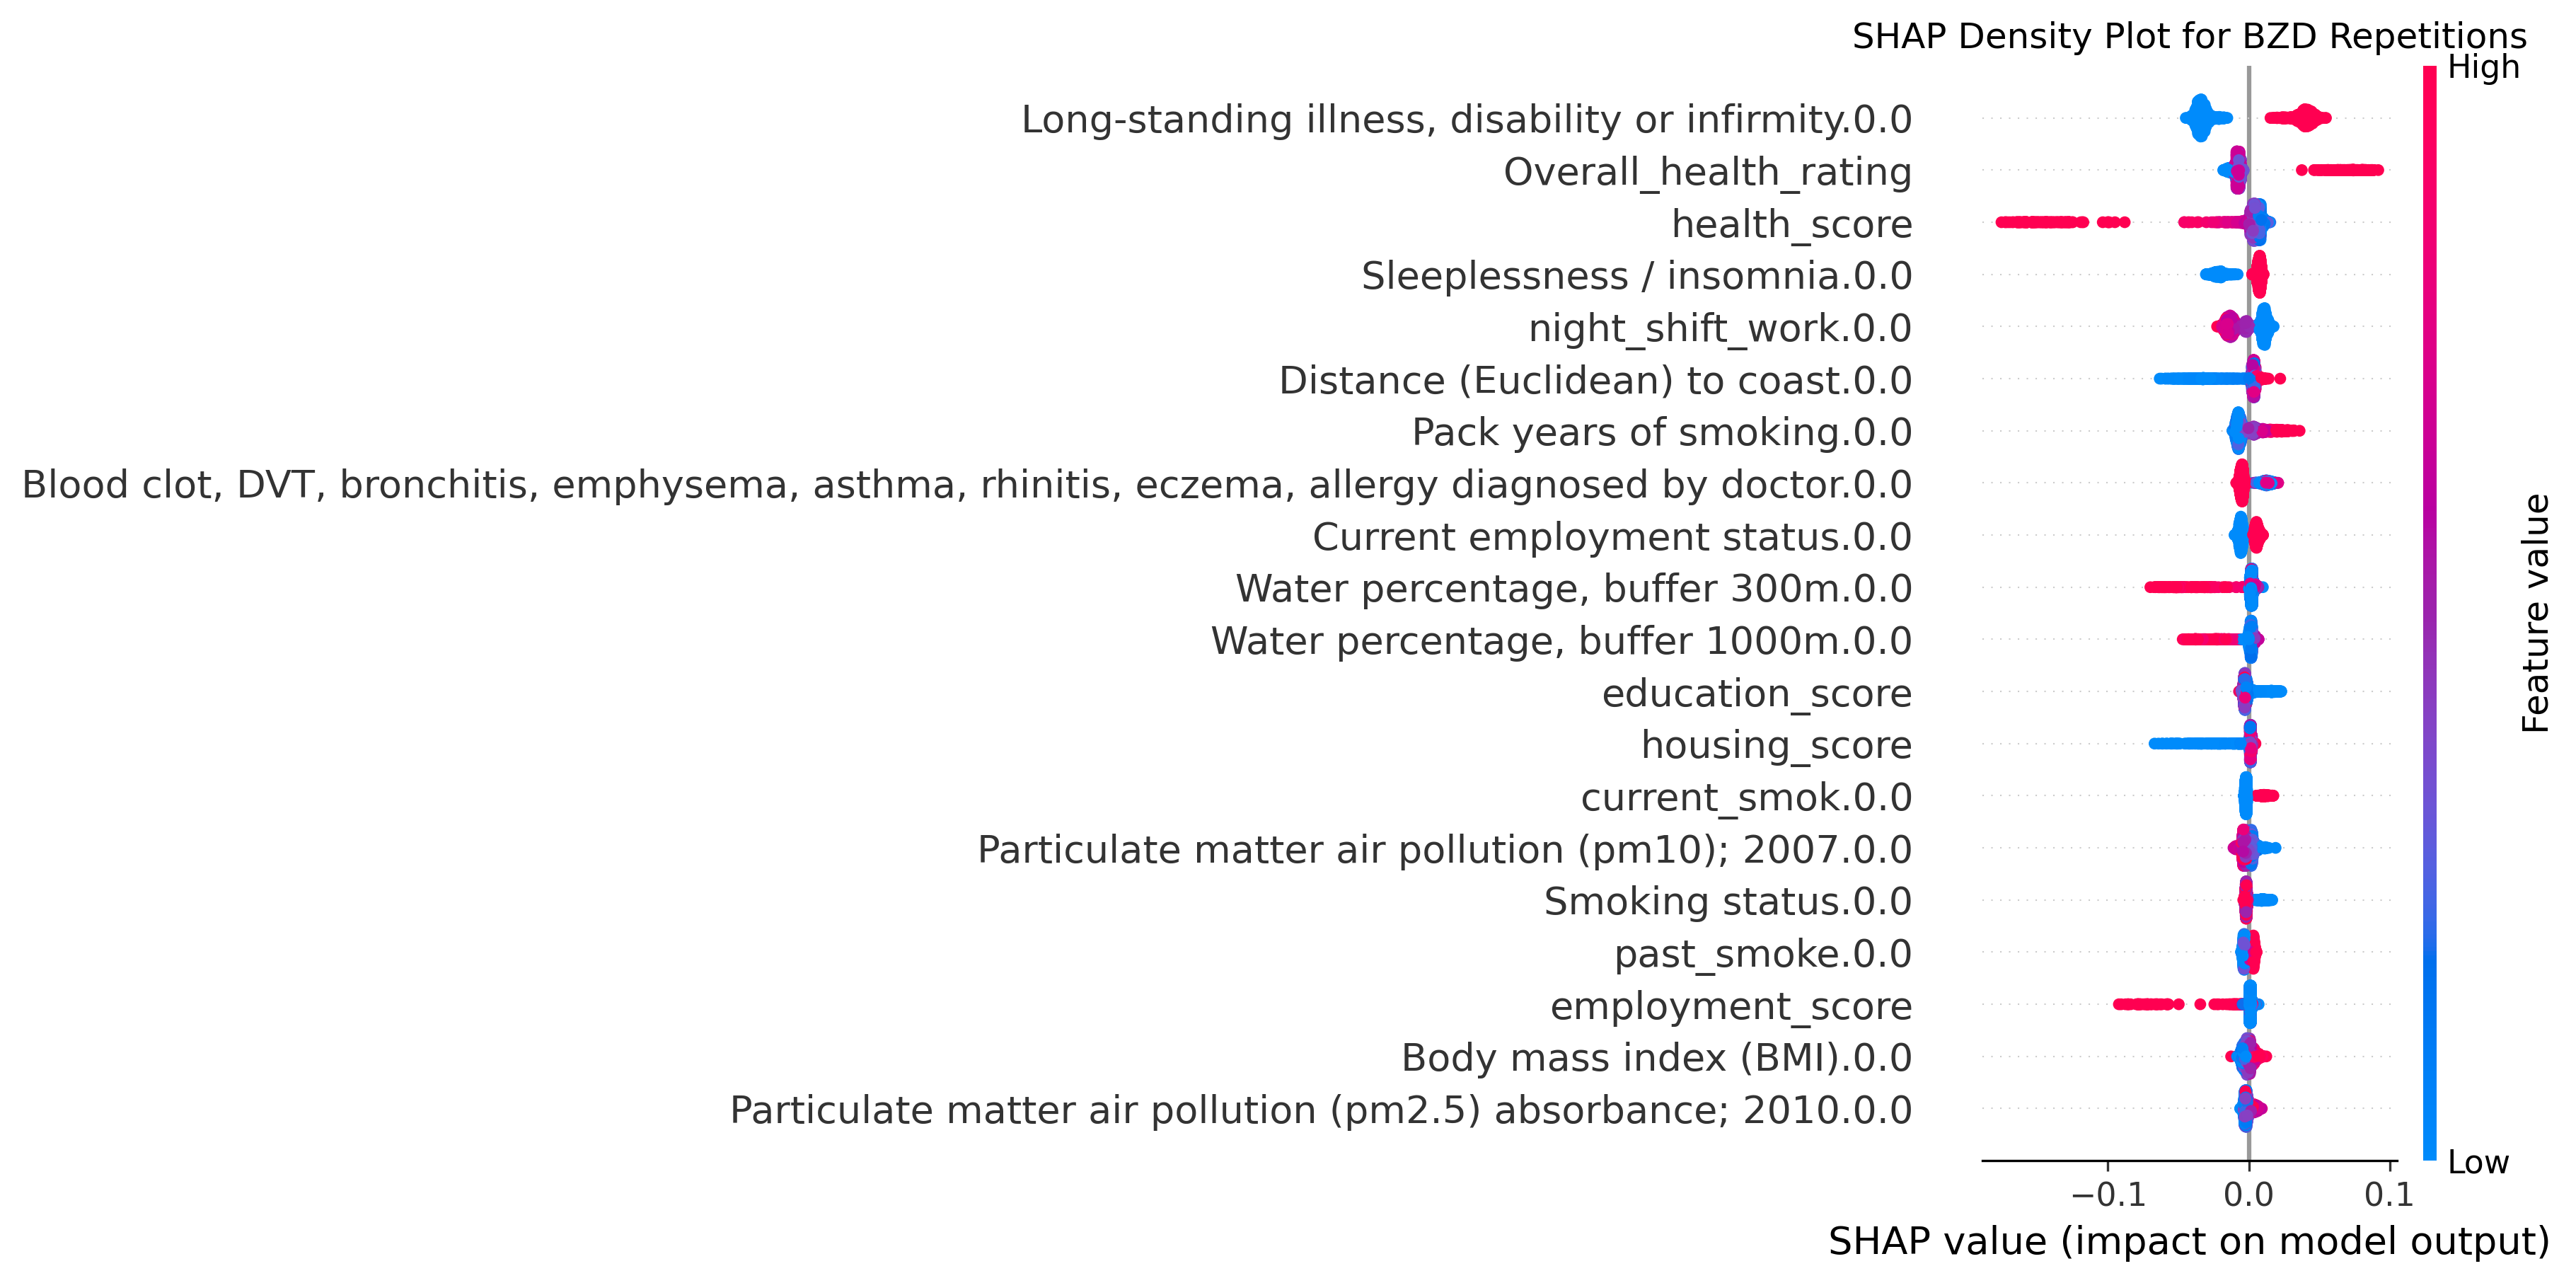 SHAP Density Plot for BZD Repetitions
High
Long-standing illness, disability or infirmity.0.0
Overall_health_rating
health_score
Sleeplessness / insomnia.0.0
night_shift_work.0.0
Distance (Euclidean) to coast.0.0
Pack years of smoking.0.0
Blood clot, DVT, bronchitis, emphysema, asthma, rhinitis, eczema, allergy diagnosed by doctor.0.0
Current employment status.0.0
Water percentage, buffer 300m.0.0
Water percentage, buffer 1000m.0.0
education_score
housing_score
current_smok.0.0
Particulate matter air pollution (pm10); 2007.0.0
Smoking status.0.0
past_smoke.0.0
employment_score
Body mass index (BMI).0.0
Particulate matter air pollution (pm2.5) absorbance; 2010.0.0
Feature value
Low
−0.1 0.0 0.1
SHAP value (impact on model output)